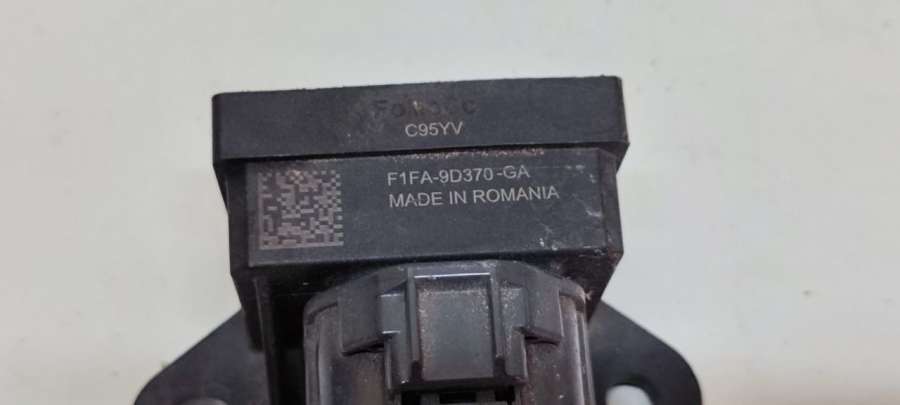 C95YV
F1FA-9D370-GA
MADE IN ROMANIA